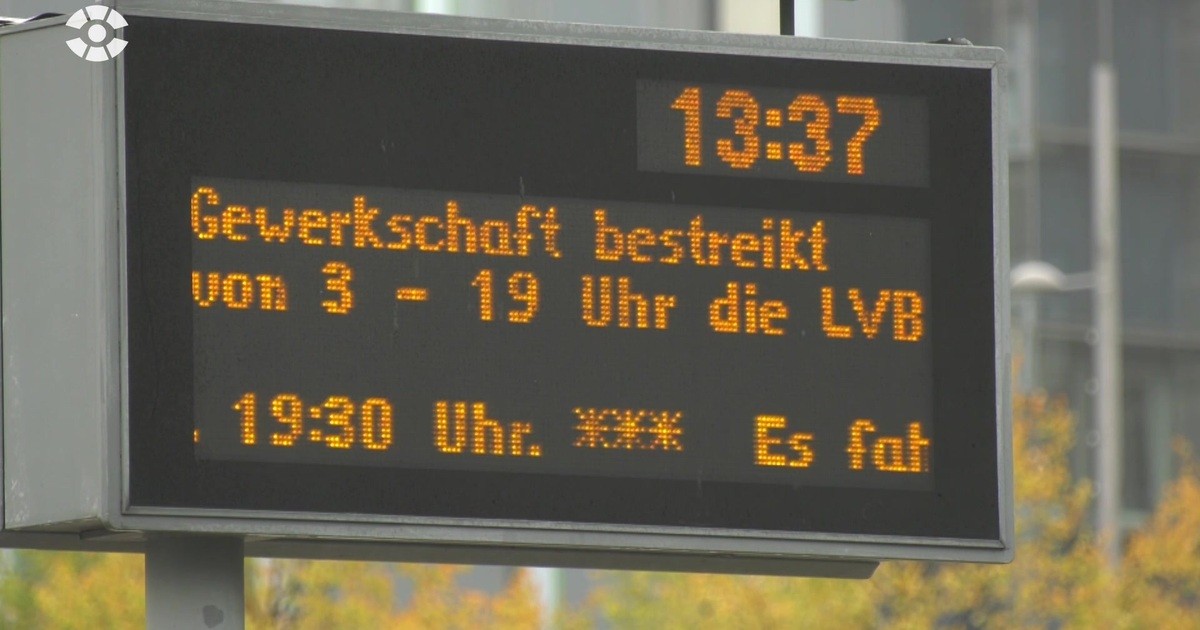 13:37
Gewerkschaft bestreikt
von 3 - 19 Uhr die LVB
. 19:30 Uhr. *** Es fah